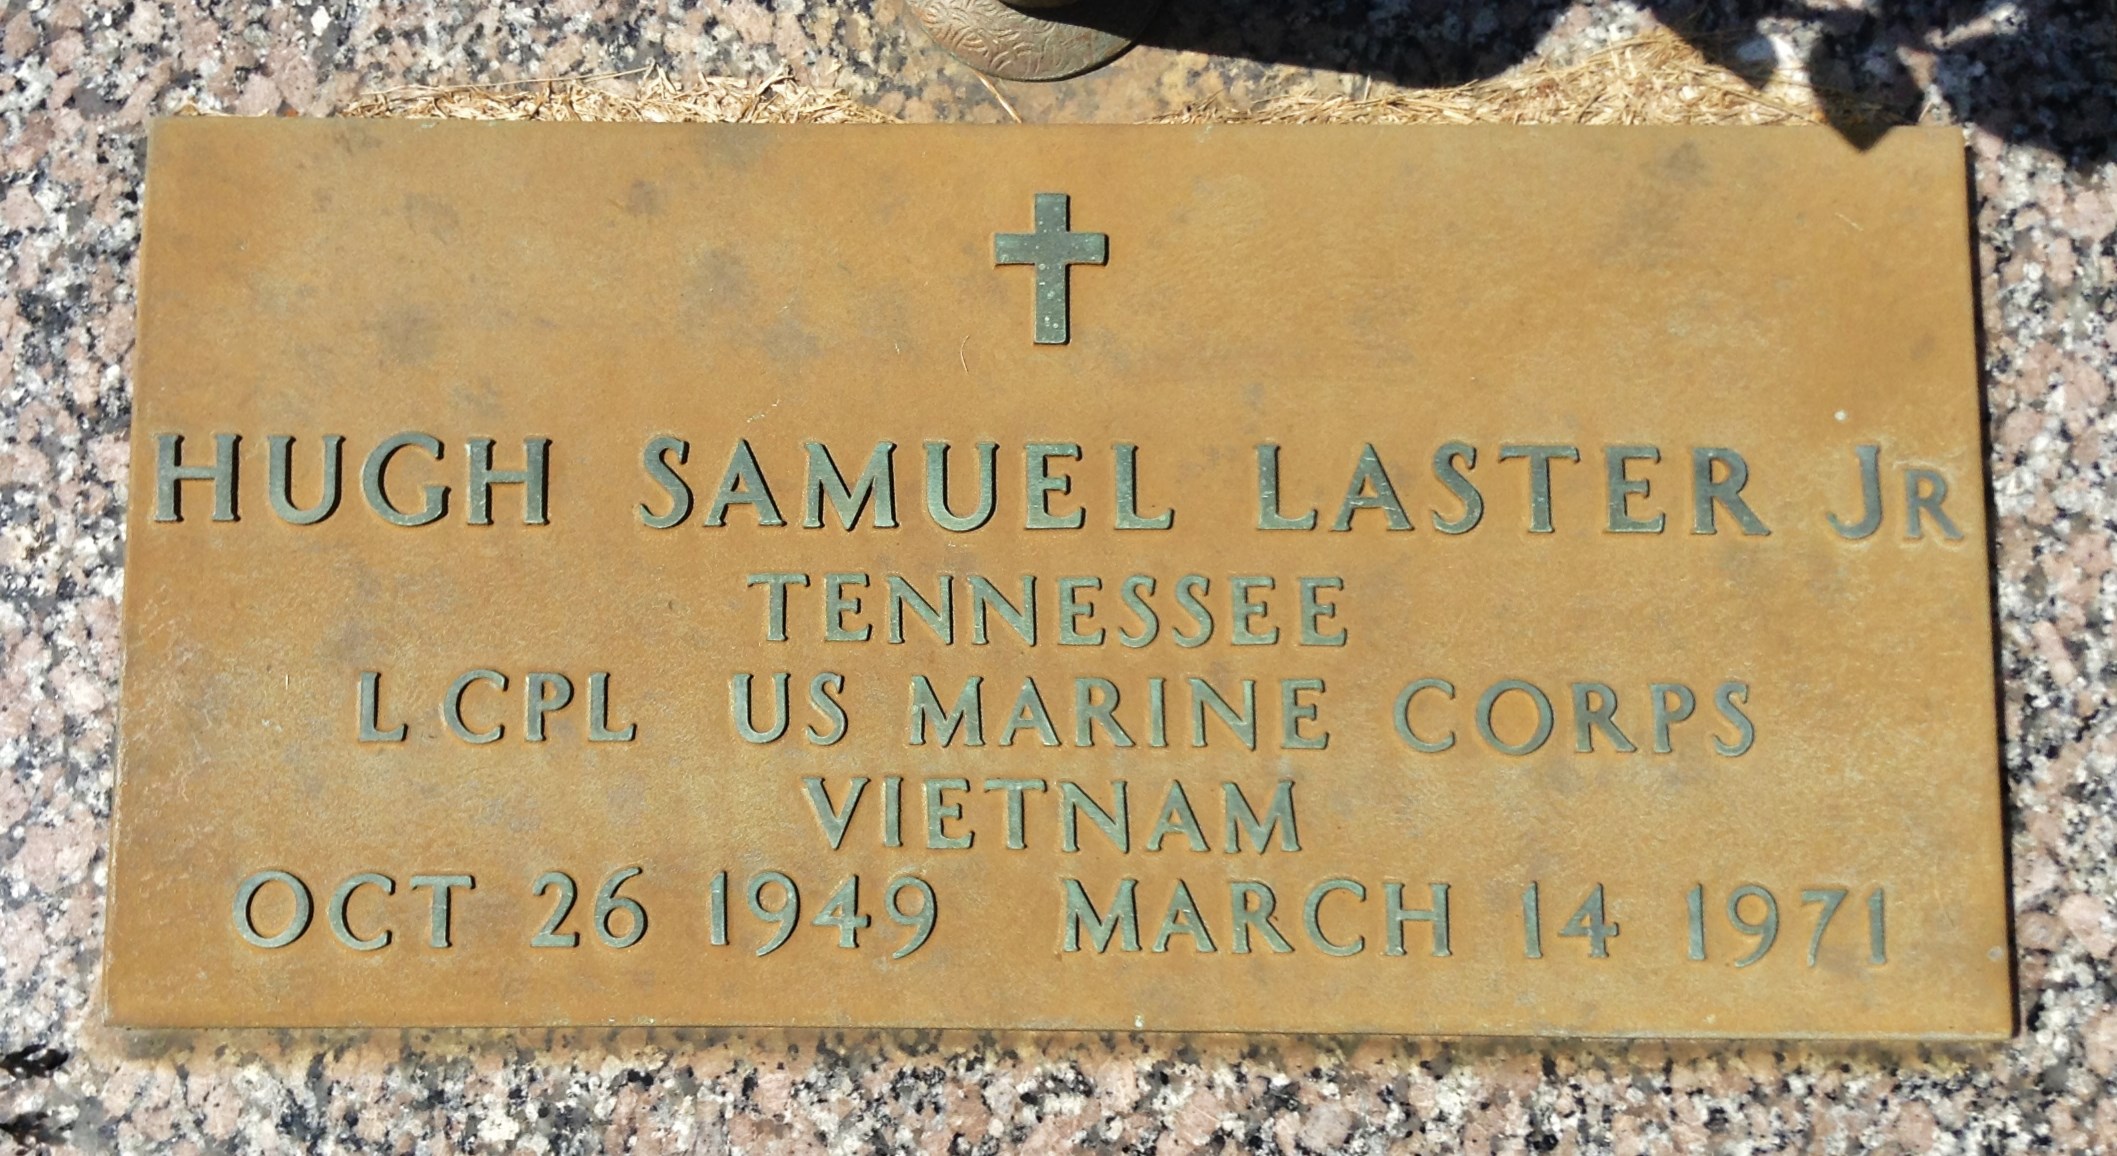 HUGH SAMUEL LASTER JR
TENNESSEE
L CPL US MARINE CORPS
VIETNAM
OCT 26 1949 MARCH 14 1971